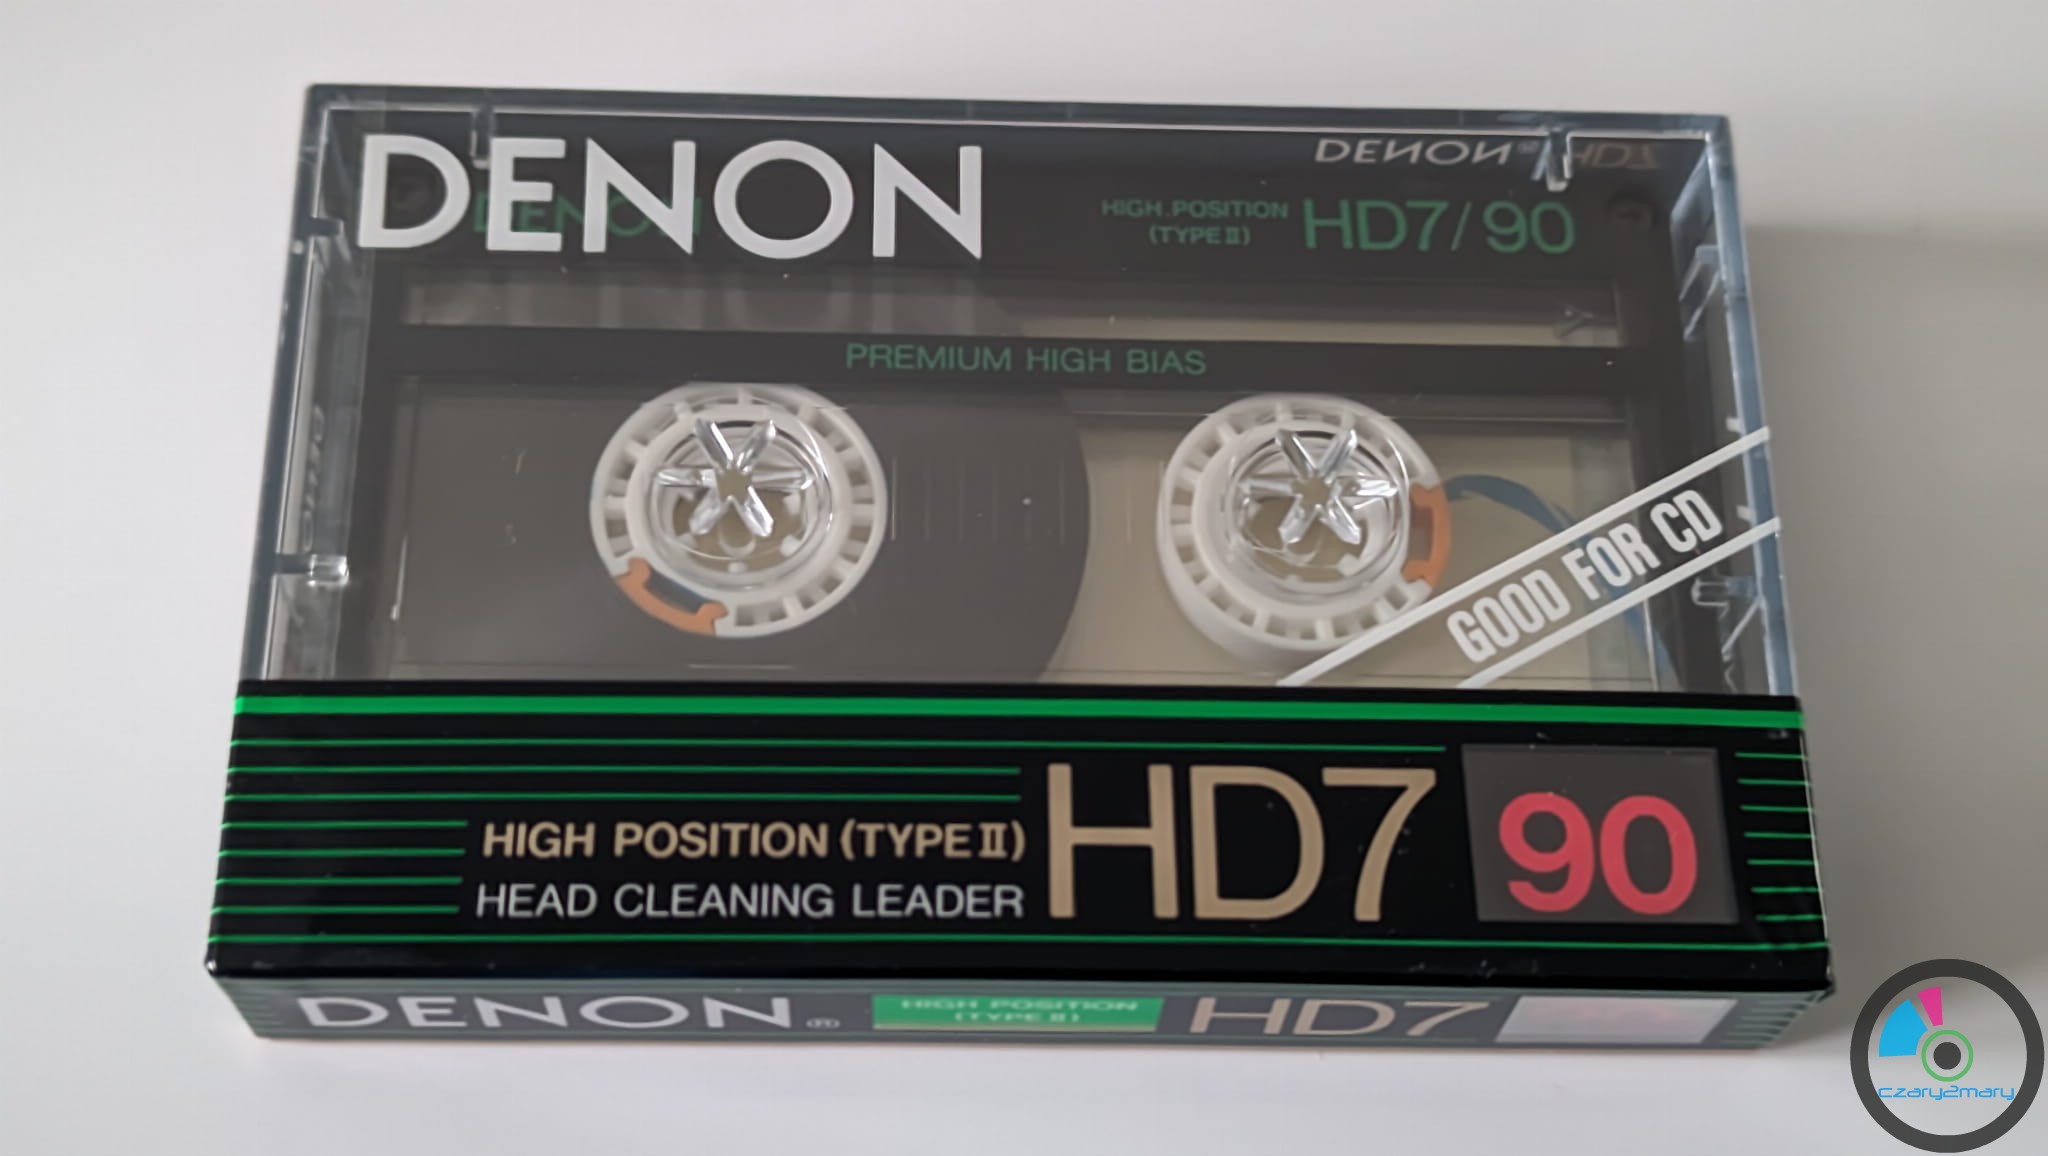 DENON
DENON
DENON® HD7
HIGH POSITION
(TYPE II)
HD7/90
PREMIUM HIGH BIAS
GOOD FOR CD
HIGH POSITION (TYPE II)
HEAD CLEANING LEADER
HD7
90
DENON®
HIGH POSITION
(TYPE II)
HD7
czary2mary